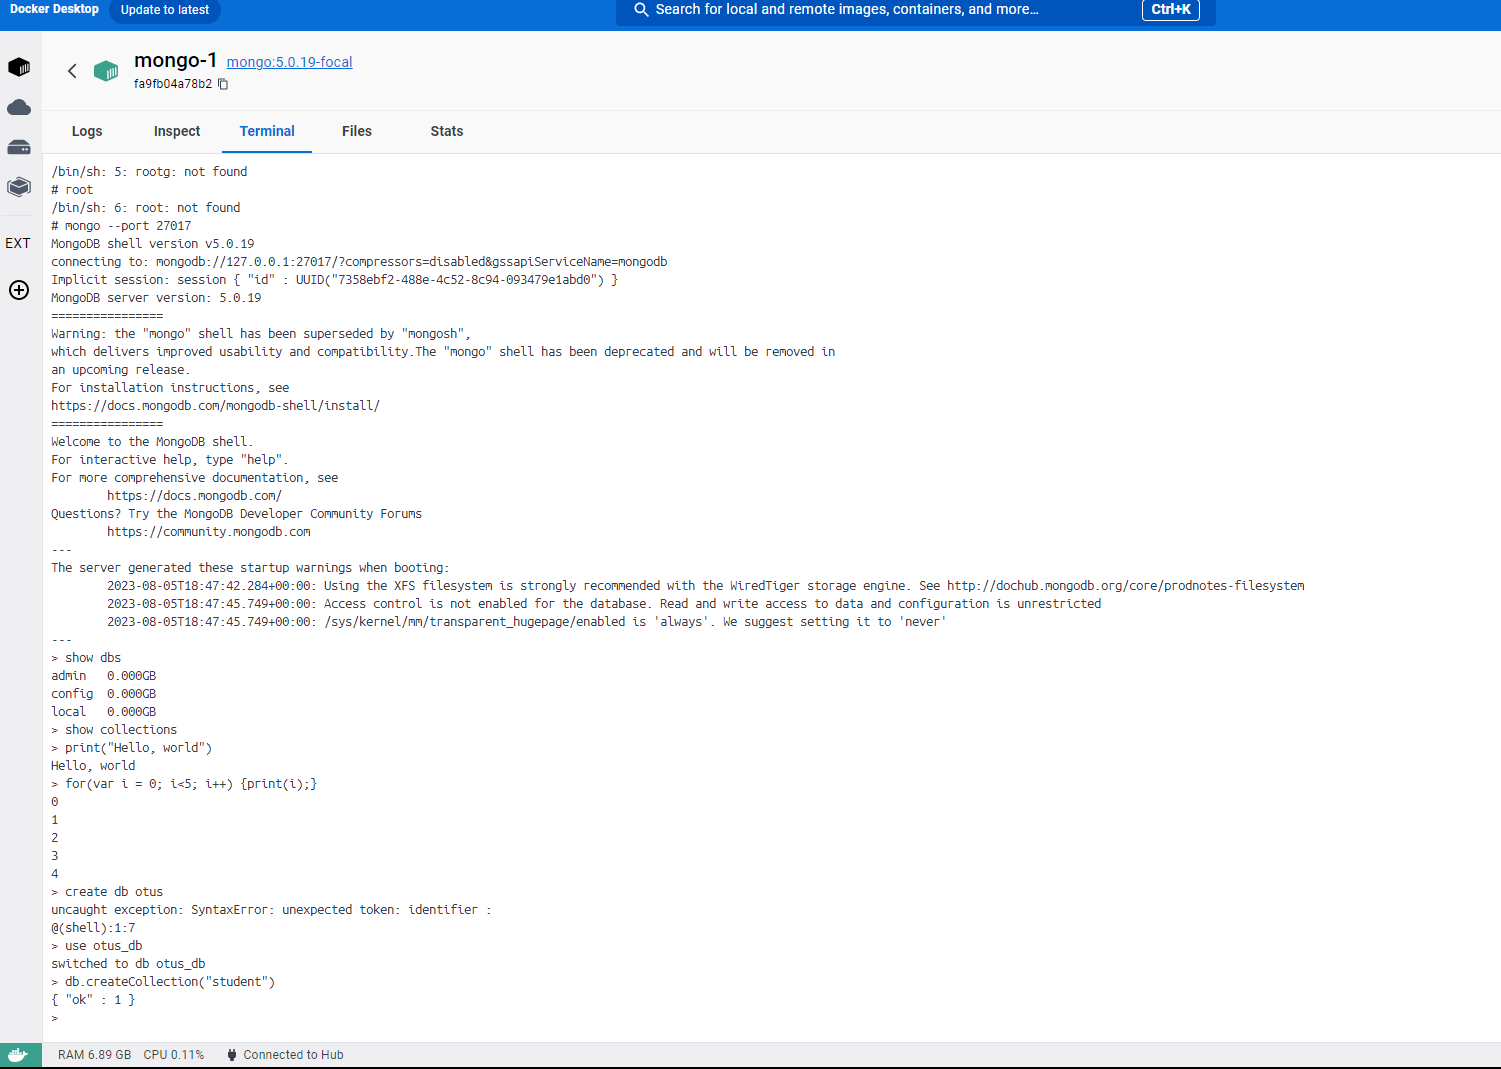 Docker Desktop
Update to latest
Search for local and remote images, containers, and more...
Ctrl+K
mongo-1 mongo:5.0.19-focal
fa9fb04a78b2
EXT
Logs Inspect Terminal Files Stats
/bin/sh: 5: rootg: not found
# root
/bin/sh: 6: root: not found
# mongo --port 27017
MongoDB shell version v5.0.19
connecting to: mongodb://127.0.0.1:27017/?compressors=disabled&gssapiServiceName=mongodb
Implicit session: session { "id" : UUID("7358ebf2-488e-4c52-8c94-093479e1abd0") }
MongoDB server version: 5.0.19
================
Warning: the "mongo" shell has been superseded by "mongosh",
which delivers improved usability and compatibility.The "mongo" shell has been deprecated and will be removed in
an upcoming release.
For installation instructions, see
https://docs.mongodb.com/mongodb-shell/install/
================
Welcome to the MongoDB shell.
For interactive help, type "help".
For more comprehensive documentation, see
https://docs.mongodb.com/
Questions? Try the MongoDB Developer Community Forums
https://community.mongodb.com
---
The server generated these startup warnings when booting:
2023-08-05T18:47:42.284+00:00: Using the XFS filesystem is strongly recommended with the WiredTiger storage engine. See http://dochub.mongodb.org/core/prodnotes-filesystem
2023-08-05T18:47:45.749+00:00: Access control is not enabled for the database. Read and write access to data and configuration is unrestricted
2023-08-05T18:47:45.749+00:00: /sys/kernel/mm/transparent_hugepage/enabled is 'always'. We suggest setting it to 'never'
---
> show dbs
admin 0.000GB
config 0.000GB
local 0.000GB
> show collections
> print("Hello, world")
Hello, world
> for(var i = 0; i<5; i++) {print(i);}
0
1
2
3
4
> create db otus
uncaught exception: SyntaxError: unexpected token: identifier :
@(shell):1:7
> use otus_db
switched to db otus_db
> db.createCollection("student")
{ "ok" : 1 }
>
RAM 6.89 GB CPU 0.11% Connected to Hub